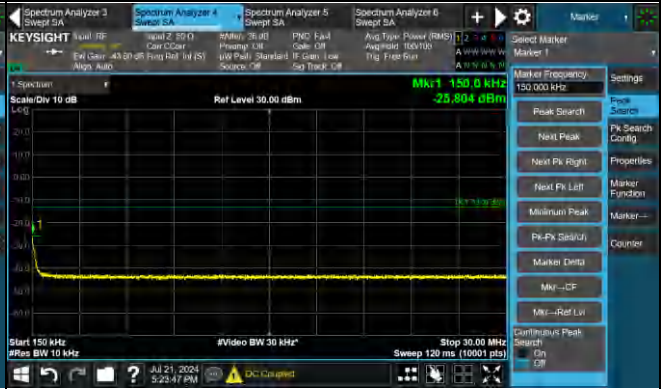 Spectrum Analyzer 3
Swept SA
Spectrum Analyzer 4
Swept SA
Spectrum Analyzer 5
Swept SA
Spectrum Analyzer 6
Swept SA
Marker
KEYSIGHT Input: RF
Input Z: 50 Ω
PNO: Fast
Avg Type: Power (RMS)
Corr CCorr
Preamp: Off
Gate: Off
Avg|Hold: 100/100
Freq Ref: Int (S)
µW Path: Standard
IF Gain: Low
Trig: Free Run
Align: Auto
Source: Off
Sig Track: Off
Select Marker
Marker 1
1 Spectrum
Mkr1 150.0 kHz
Scale/Div 10 dB
Ref Level 30.00 dBm
-25.804 dBm
Log
Marker Frequency
150.000 kHz
Settings
Peak Search
Peak
Search
Next Peak
Pk Search
Config
Next Pk Right
Properties
Next Pk Left
Marker
Function
Minimum Peak
Marker→
Pk-Pk Search
Counter
Marker Delta
Mkr→CF
Mkr→Ref Lvl
Continuous Peak
Search
On
Off
1
Start 150 kHz
#Video BW 30 kHz*
Stop 30.00 MHz
#Res BW 10 kHz
Sweep 120 ms (10001 pts)
Jul 21, 2024
5:23:47 PM
DC Coupled